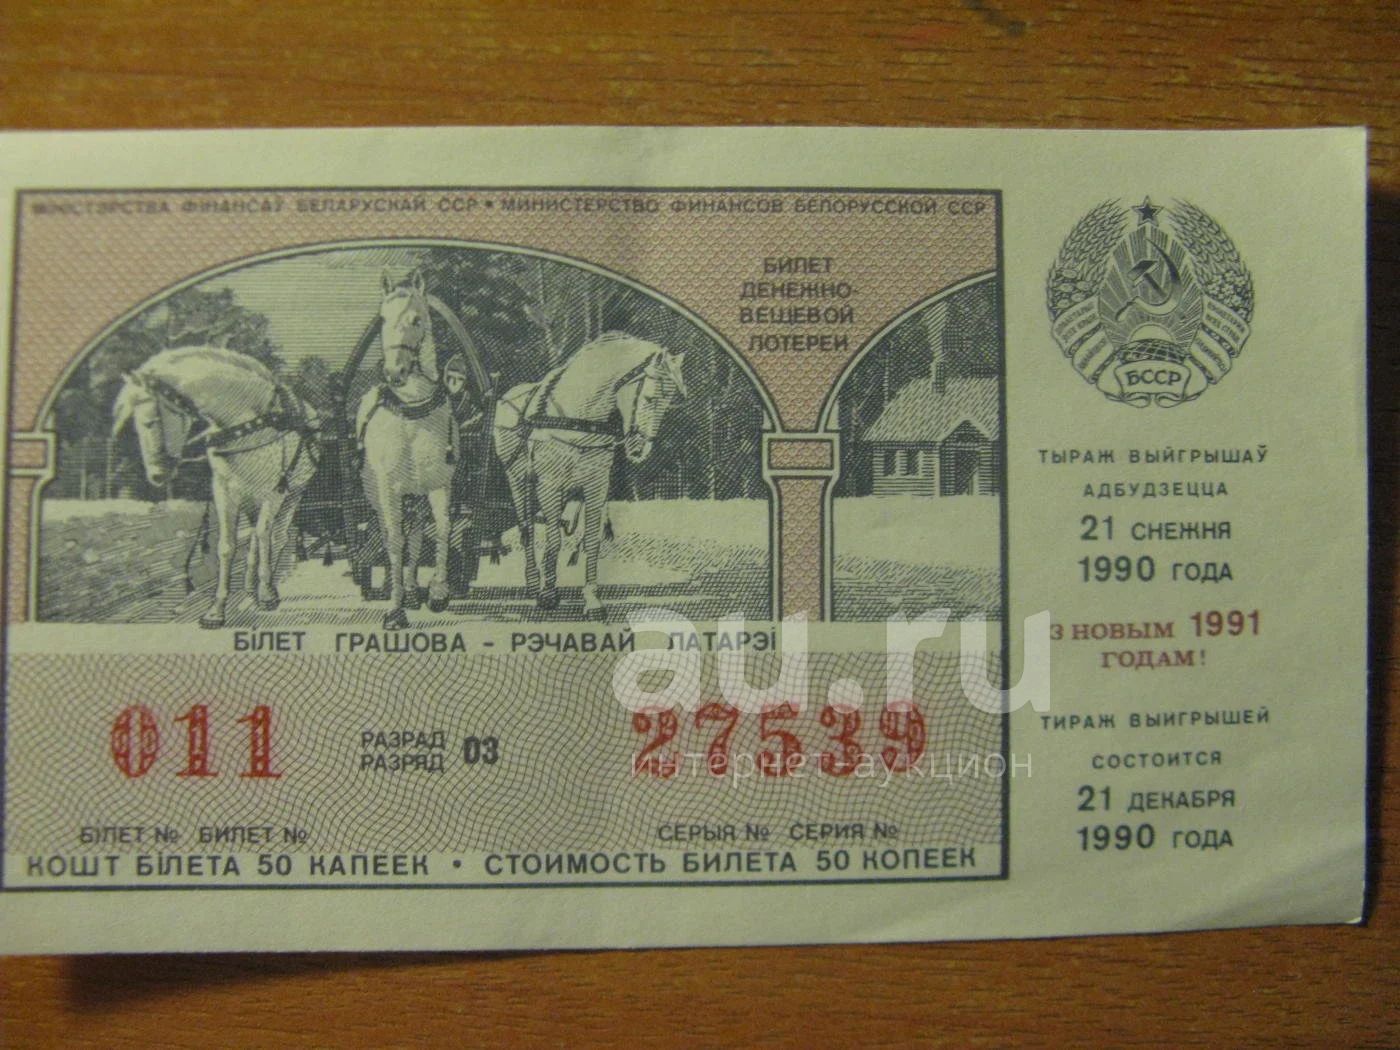 МІНІСТЭРСТВА ФІНАНСАЎ БЕЛАРУСКАЙ ССР • МИНИСТЕРСТВО ФИНАНСОВ БЕЛОРУССКОЙ ССР
БИЛЕТ
ДЕНЕЖНО-
ВЕЩЕВОЙ
ЛОТЕРЕИ
БІЛЕТ ГРАШОВА - РЭЧАВАЙ ЛАТАРЭІ
011
РАЗРАД
РАЗРЯД 03
27539
БІЛЕТ № БИЛЕТ №
СЕРЫЯ № СЕРИЯ №
КОШТ БІЛЕТА 50 КАПЕЕК • СТОИМОСТЬ БИЛЕТА 50 КОПЕЕК
БССР
ТЫРАЖ ВЫЙГРЫШАЎ
АДБУДЗЕЦЦА
21 СНЕЖНЯ
1990 ГОДА
З НОВЫМ 1991
ГОДАМ!
ТИРАЖ ВЫИГРЫШЕЙ
СОСТОИТСЯ
21 ДЕКАБРЯ
1990 ГОДА
au.ru
интернет-аукцион